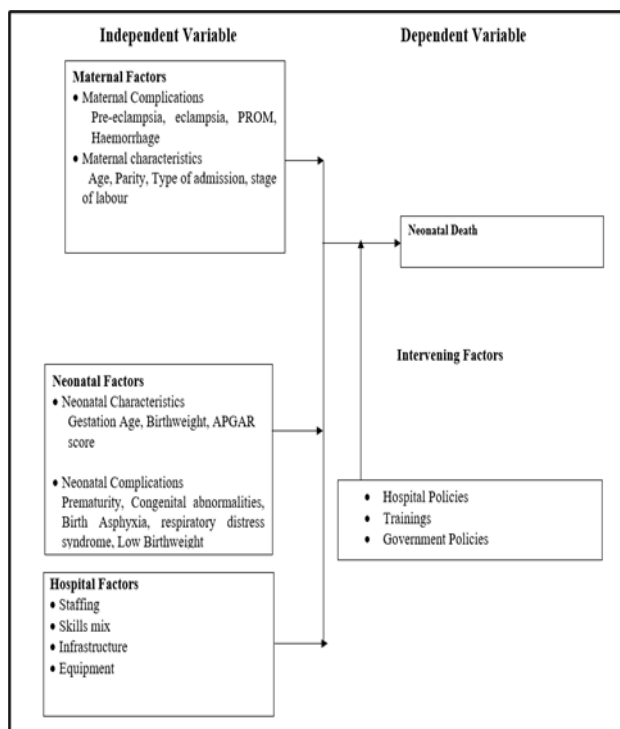 Independent Variable
Dependent Variable
Maternal Factors
● Maternal Complications
Pre-eclampsia, eclampsia, PROM,
Haemorrhage
● Maternal characteristics
Age, Parity, Type of admission, stage
of labour
Neonatal Death
Intervening Factors
Neonatal Factors
● Neonatal Characteristics
Gestation Age, Birthweight, APGAR
score
● Neonatal Complications
Prematurity, Congenital abnormalities,
Birth Asphyxia, respiratory distress
syndrome, Low Birthweight
● Hospital Policies
● Trainings
● Government Policies
Hospital Factors
● Staffing
● Skills mix
● Infrastructure
● Equipment